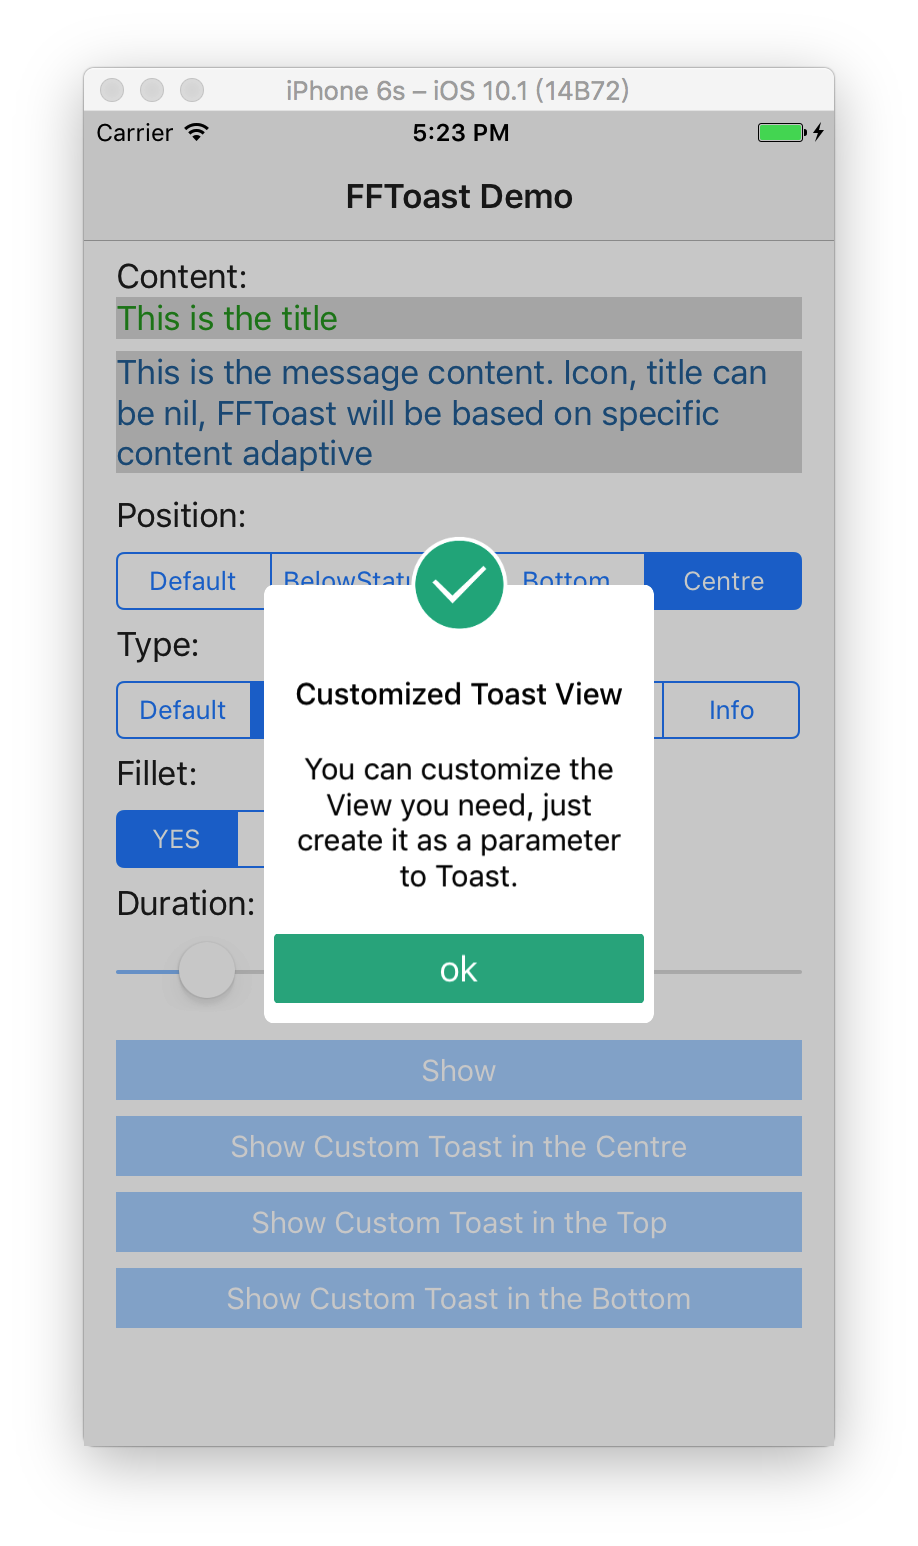 iPhone 6s – iOS 10.1 (14B72)
Carrier 5:23 PM
FFToast Demo
Content:
This is the title
This is the message content. Icon, title can
be nil, FFToast will be based on specific
content adaptive
Position:
Default Bottom Centre
Type:
Default Info
Customized Toast View
Fillet:
You can customize the
View you need, just
create it as a parameter
to Toast.
YES
Duration:
ok
Show
Show Custom Toast in the Centre
Show Custom Toast in the Top
Show Custom Toast in the Bottom